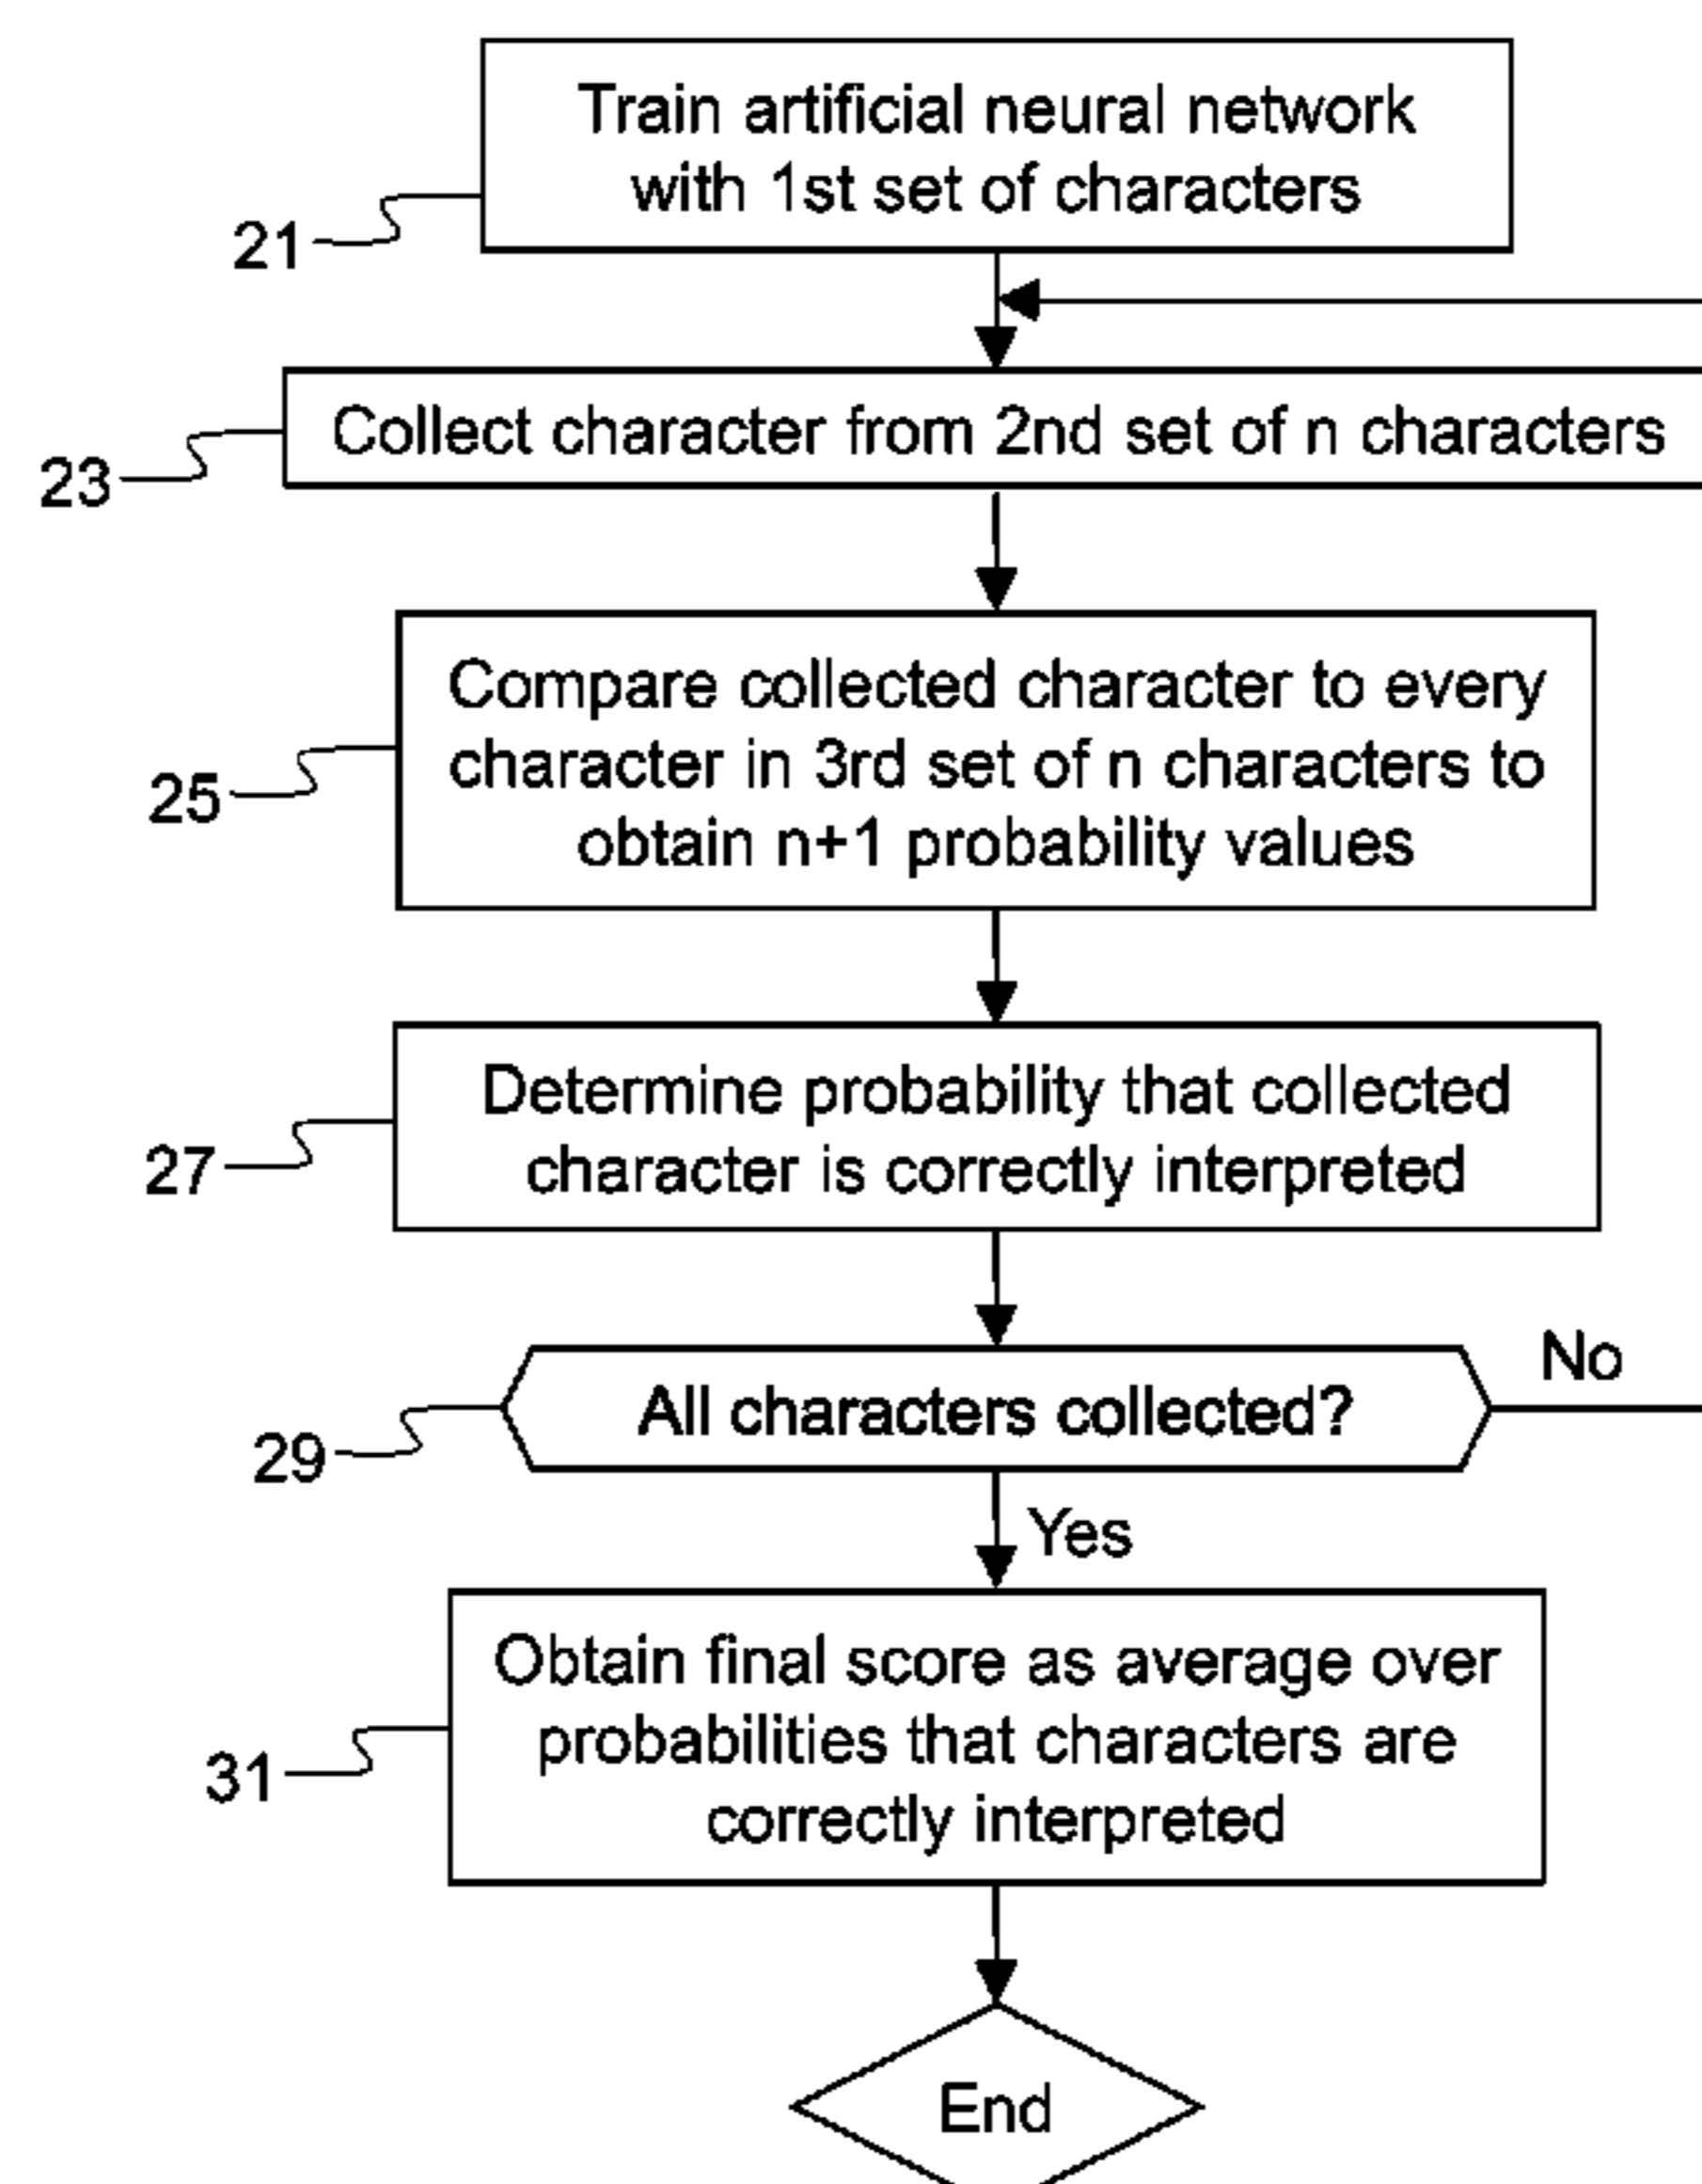 Train artificial neural network
with 1st set of characters
21
Collect character from 2nd set of n characters
23
Compare collected character to every
character in 3rd set of n characters to
obtain n+1 probability values
25
Determine probability that collected
character is correctly interpreted
27
All characters collected?
No
29
Yes
Obtain final score as average over
probabilities that characters are
correctly interpreted
31
End